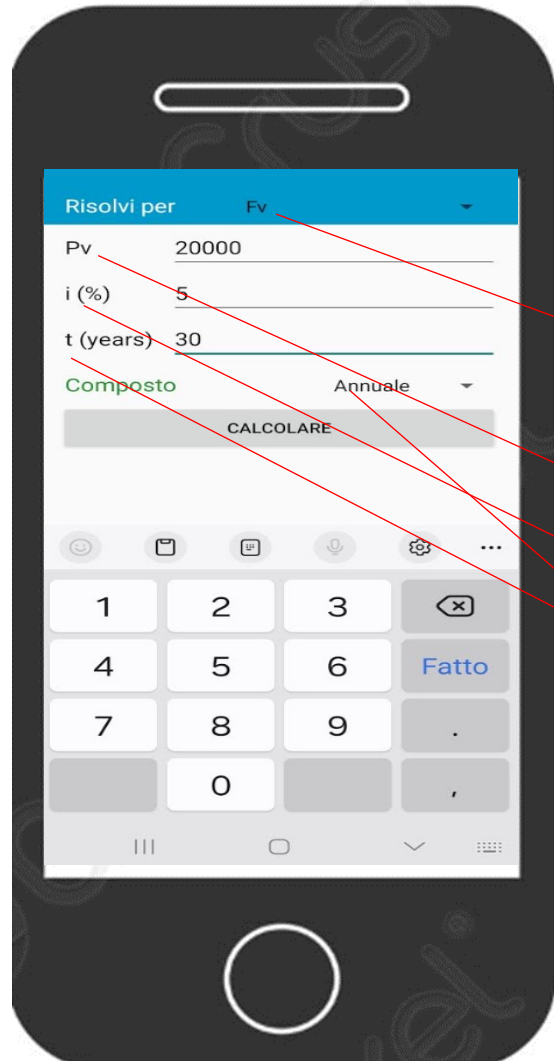 Risolvi per Fv
Pv 20000
i (%) 5
t (years) 30
Composto Annuale
CALCOLARE
1 2 3
4 5 6 Fatto
7 8 9 .
0 ,